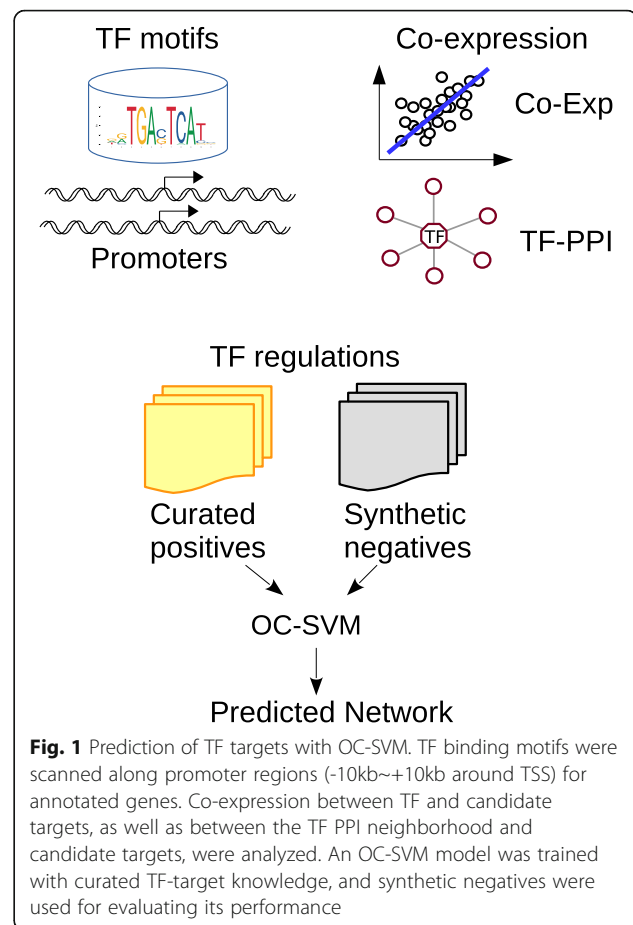 TF motifs
Co-expression
TGAcTCAT
Co-Exp
TF
TF-PPI
Promoters
TF regulations
Curated
positives
Synthetic
negatives
OC-SVM
Predicted Network
Fig. 1 Prediction of TF targets with OC-SVM. TF binding motifs were
scanned along promoter regions (-10kb~+10kb around TSS) for
annotated genes. Co-expression between TF and candidate
targets, as well as between the TF PPI neighborhood and
candidate targets, were analyzed. An OC-SVM model was trained
with curated TF-target knowledge, and synthetic negatives were
used for evaluating its performance